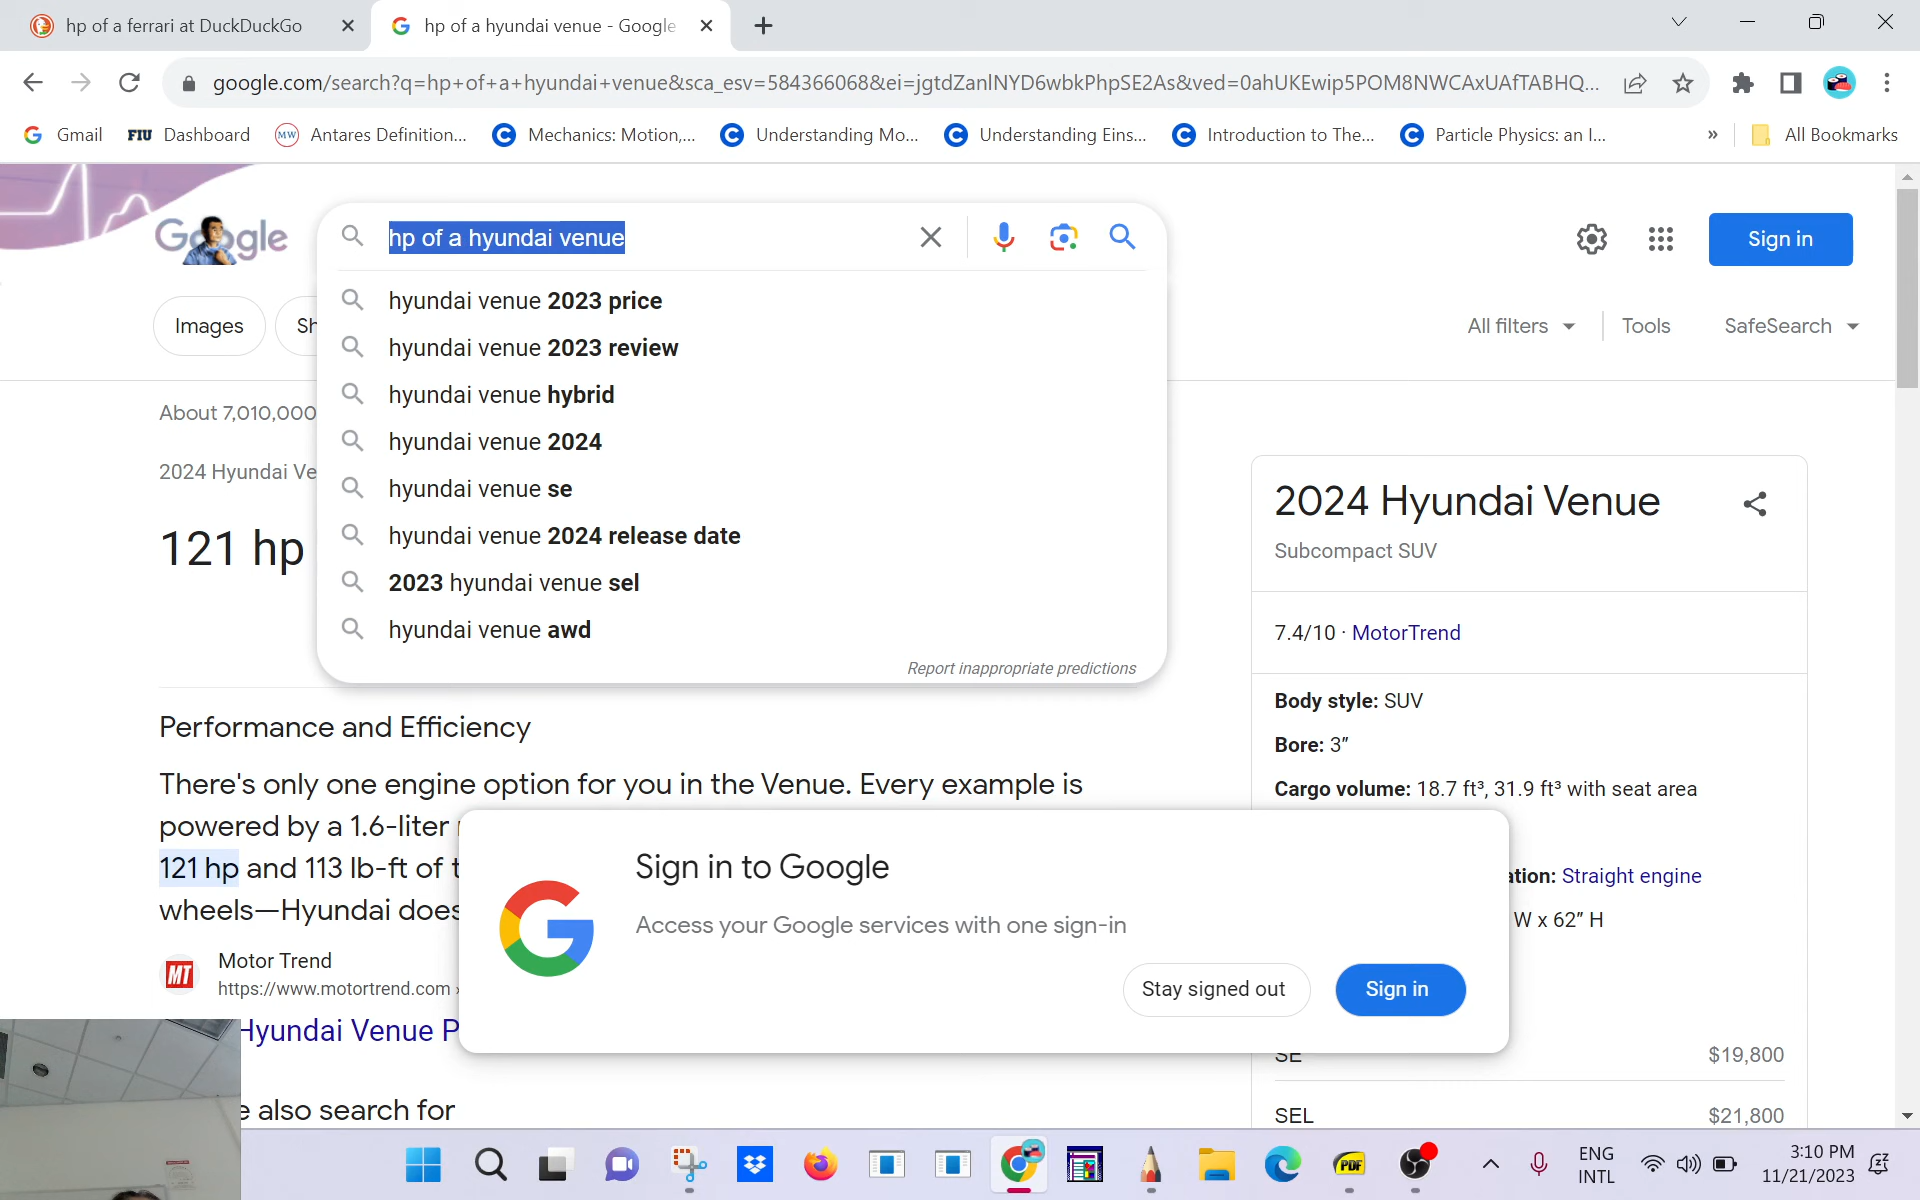 hp of a ferrari at DuckDuckGo
hp of a hyundai venue - Google
google.com/search?q=hp+of+a+hyundai+venue&sca_esv=584366068&ei=jgtdZanlNYD6wbkPhpSE2As&ved=0ahUKEwip5POM8NWCAxUAfTABHQ...
Gmail
FIU Dashboard
MW Antares Definition...
Mechanics: Motion,...
Understanding Mo...
Understanding Eins...
Introduction to The...
Particle Physics: an I...
»
All Bookmarks
Google
hp of a hyundai venue
Sign in
hyundai venue 2023 price
hyundai venue 2023 review
hyundai venue hybrid
hyundai venue 2024
hyundai venue se
hyundai venue 2024 release date
2023 hyundai venue sel
hyundai venue awd
Report inappropriate predictions
Images
Sh
All filters
Tools
SafeSearch
About 7,010,000
2024 Hyundai Ve
121 hp
Performance and Efficiency
There's only one engine option for you in the Venue. Every example is
powered by a 1.6-liter
121 hp and 113 lb-ft of t
wheels—Hyundai does
MT Motor Trend
https://www.motortrend.com ›
Hyundai Venue P
e also search for
2024 Hyundai Venue
Subcompact SUV
7.4/10 · MotorTrend
Body style: SUV
Bore: 3″
Cargo volume: 18.7 ft³, 31.9 ft³ with seat area
ation: Straight engine
W x 62″ H
SE $19,800
SEL $21,800
Sign in to Google
Access your Google services with one sign-in
Stay signed out
Sign in
PDF
ENG
INTL
3:10 PM
11/21/2023